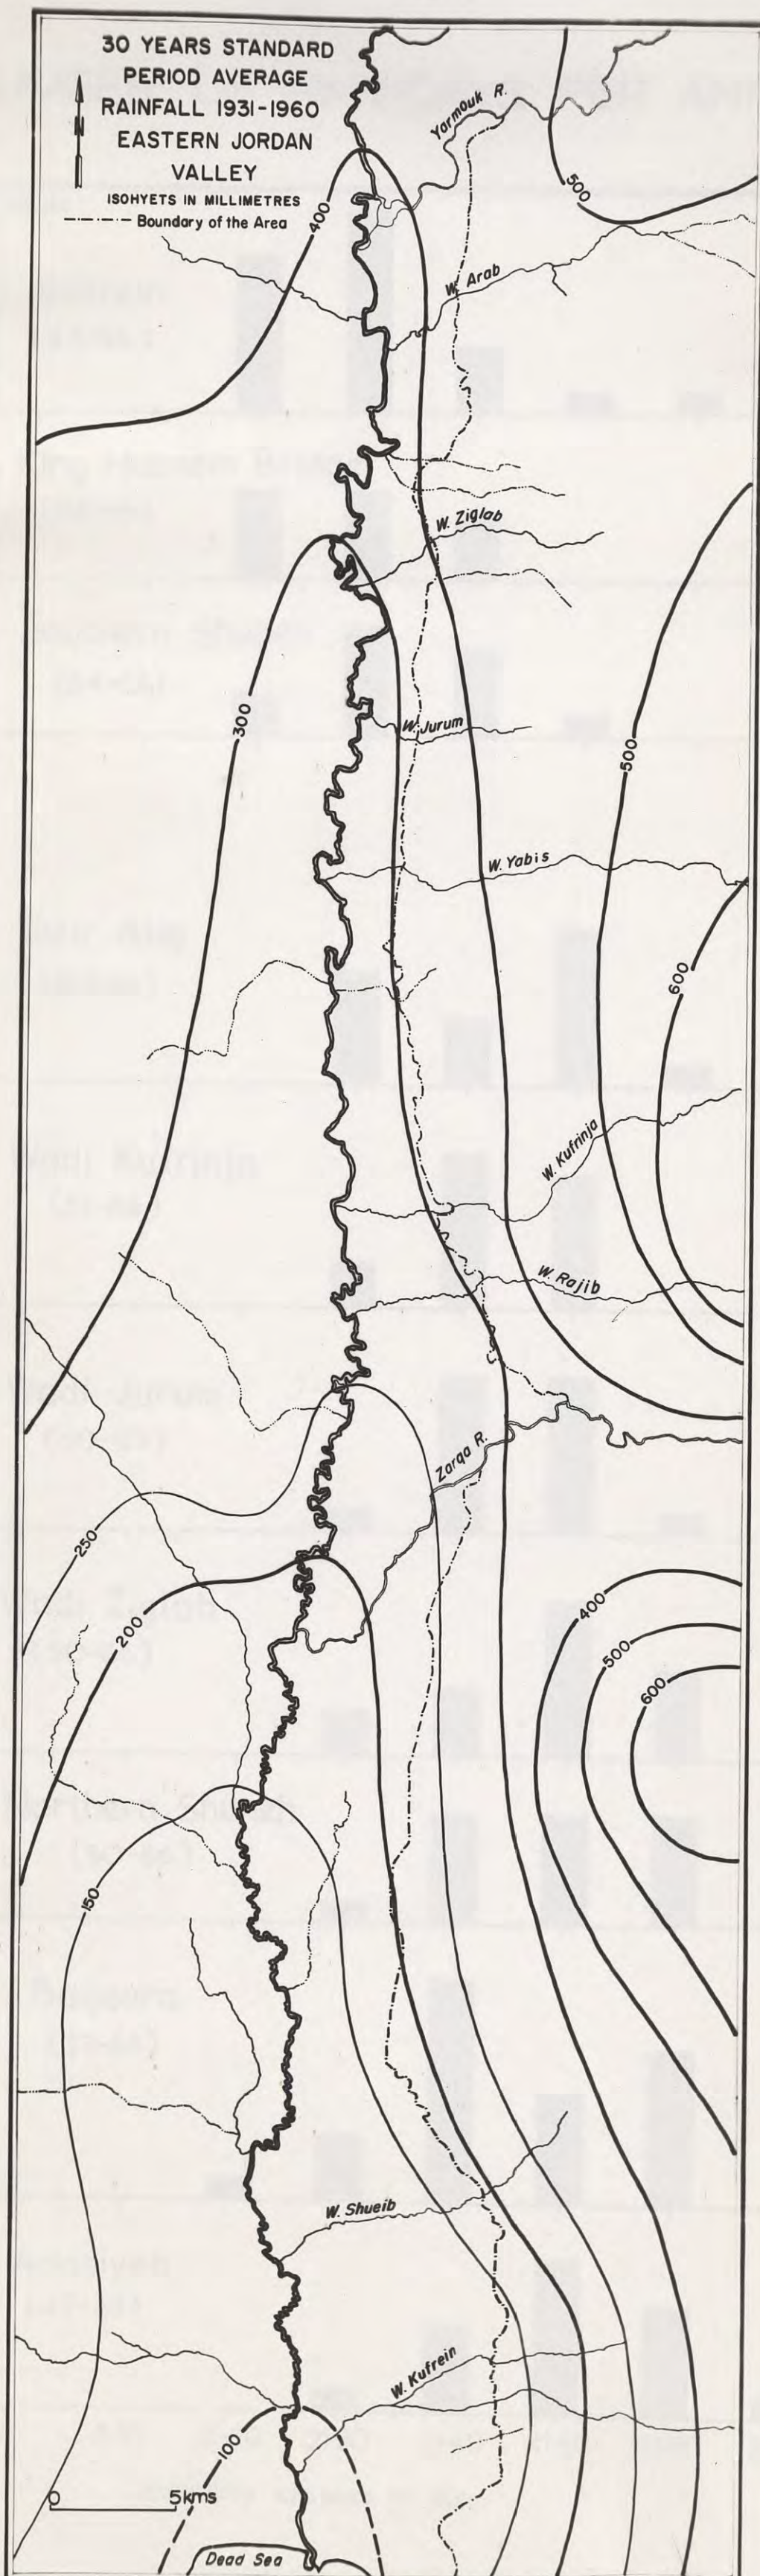 30 YEARS STANDARD
PERIOD AVERAGE
RAINFALL 1931-1960
EASTERN JORDAN
VALLEY
ISOHYETS IN MILLIMETRES
Boundary of the Area
N
Yarmouk R.
500
400
W. Arab
W. Ziglab
300
W. Jurum
500
W. Yabis
600
W. Kufrinja
W. Rajib
Zarqa R.
250
200
400
500
600
150
W. Shueib
W. Kufrein
100
0 5kms
Dead Sea